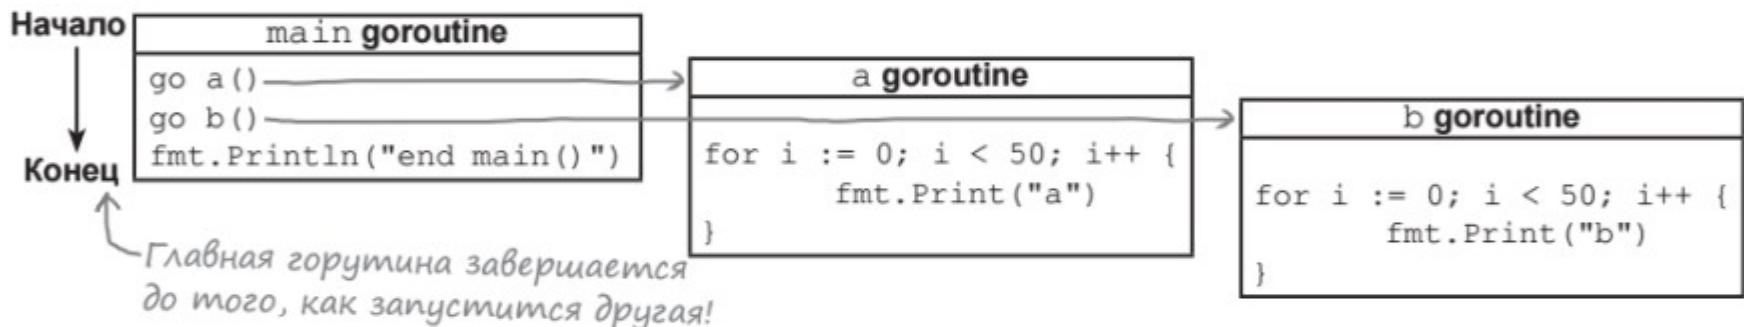 Начало
Конец
main goroutine
go a()
go b()
fmt.Println("end main()")
Главная горутина завершается
до того, как запустится другая!
a goroutine
for i := 0; i < 50; i++ {
fmt.Print("a")
}
b goroutine
for i := 0; i < 50; i++ {
fmt.Print("b")
}